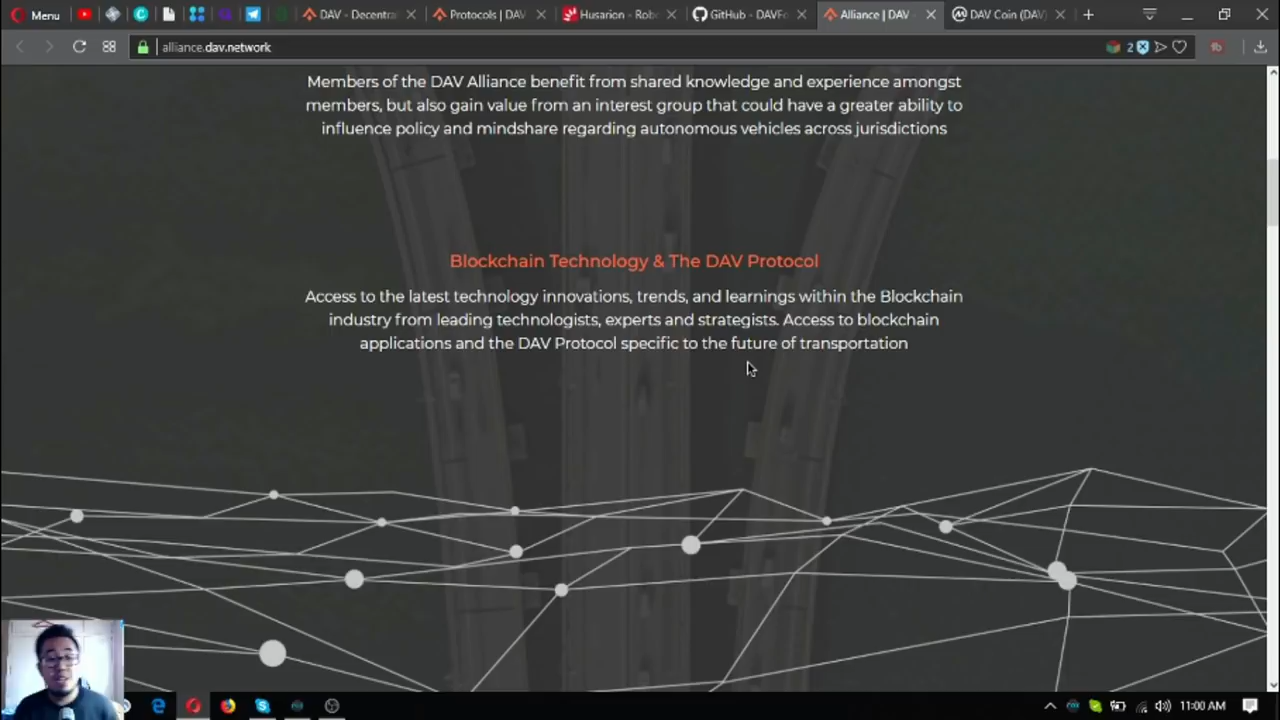 Menu
DAV - Decentra
Protocols | DAV
Husarion - Rob
GitHub - DAVFo
Alliance | DAV
DAV Coin (DAV)
alliance.dav.network
2
Members of the DAV Alliance benefit from shared knowledge and experience amongst
members, but also gain value from an interest group that could have a greater ability to
influence policy and mindshare regarding autonomous vehicles across jurisdictions
Blockchain Technology & The DAV Protocol
Access to the latest technology innovations, trends, and learnings within the Blockchain
industry from leading technologists, experts and strategists. Access to blockchain
applications and the DAV Protocol specific to the future of transportation
11:00 AM